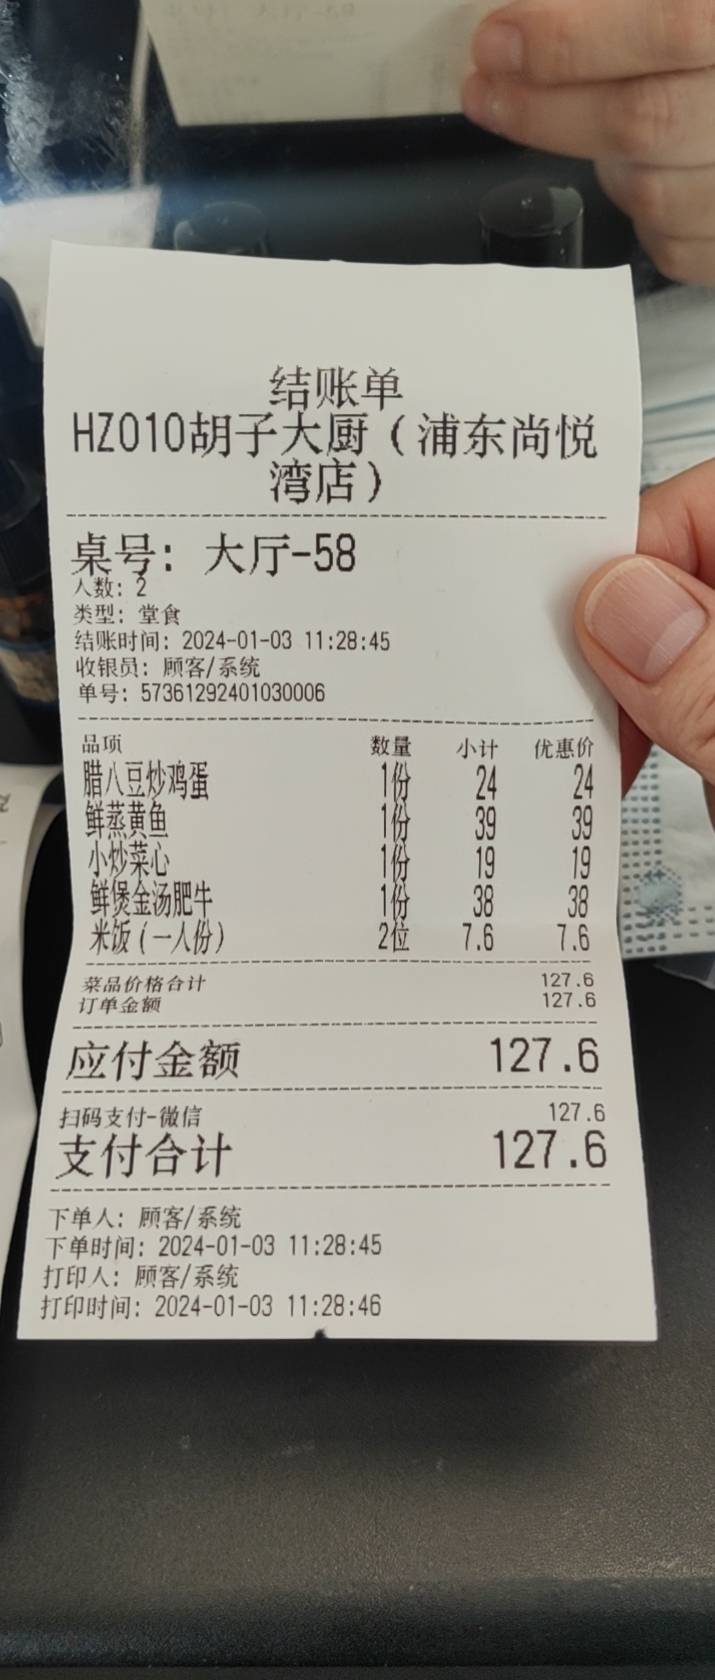 结账单
HZ010胡子大厨（浦东尚悦
湾店）
桌号: 大厅-58
人数: 2
类型: 堂食
结账时间: 2024-01-03 11:28:45
收银员: 顾客/系统
单号: 57361292401030006
品项 数量 小计 优惠价
腊八豆炒鸡蛋 1份 24 24
鲜蒸黄鱼 1份 39 39
小炒菜心 1份 19 19
鲜煲金汤肥牛 1份 38 38
米饭（一人份） 2位 7.6 7.6
菜品价格合计 127.6
订单金额 127.6
应付金额 127.6
扫码支付-微信 127.6
支付合计 127.6
下单人: 顾客/系统
下单时间: 2024-01-03 11:28:45
打印人: 顾客/系统
打印时间: 2024-01-03 11:28:46